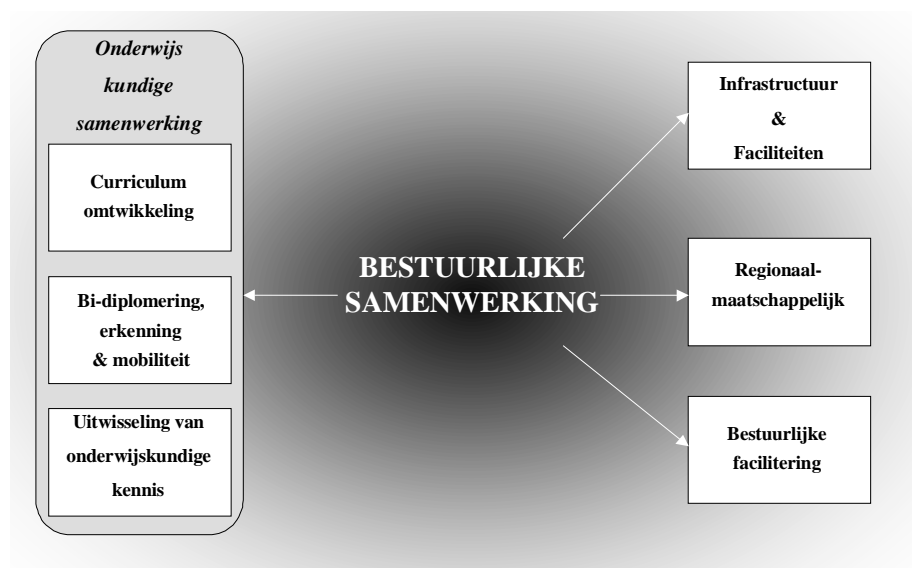 Onderwijs
kundige
samenwerking
Curriculum
omtwikkeling
Bi-diplomering,
erkenning
& mobiliteit
Uitwisseling van
onderwijskundige
kennis
BESTUURLIJKE
SAMENWERKING
Infrastructuur
&
Faciliteiten
Regionaal-
maatschappelijk
Bestuurlijke
facilitering